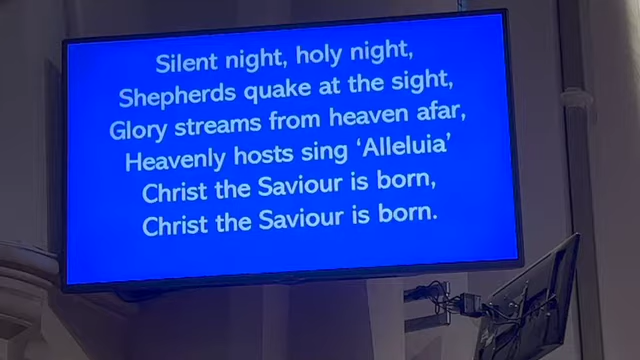 Silent night, holy night,
Shepherds quake at the sight,
Glory streams from heaven afar,
Heavenly hosts sing ‘Alleluia’
Christ the Saviour is born,
Christ the Saviour is born.